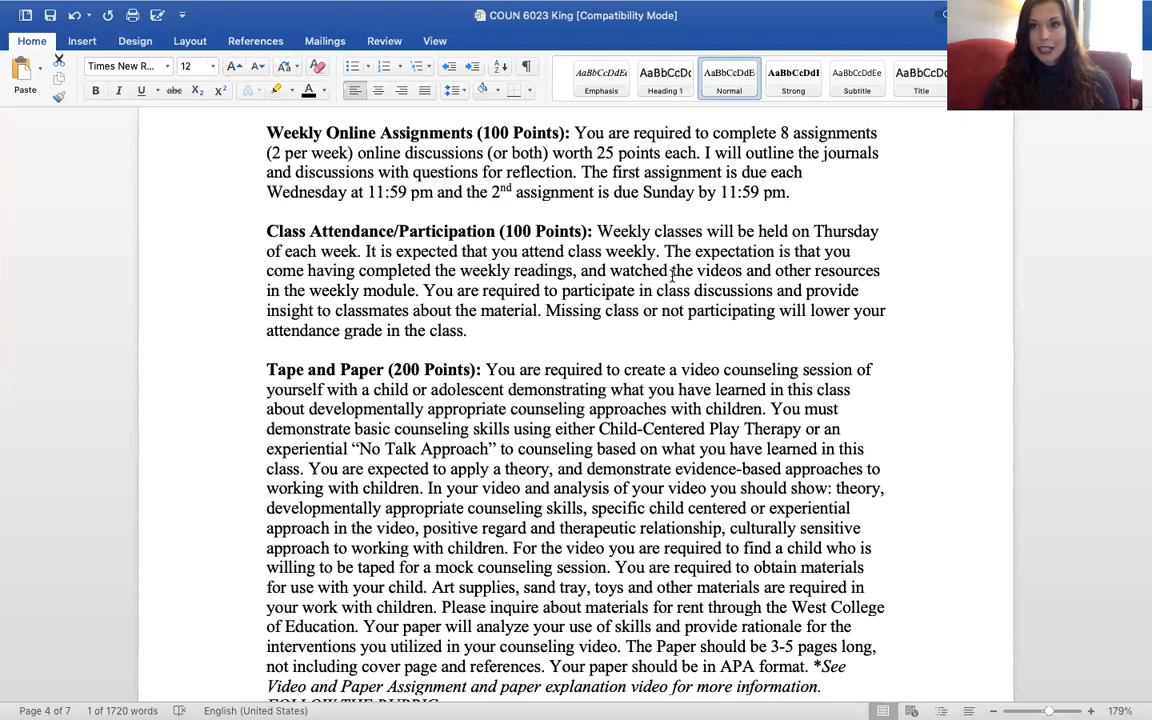 COUN 6023 King [Compatibility Mode]
Home Insert Design Layout References Mailings Review View
Times New R... 12
Paste
AaBbCcDdEe AaBbCcDc AaBbCcDdE AaBbCcDdI AaBbCcDdEe AaBbCcD
Emphasis Heading 1 Normal Strong Subtitle Title
Weekly Online Assignments (100 Points): You are required to complete 8 assignments
(2 per week) online discussions (or both) worth 25 points each. I will outline the journals
and discussions with questions for reflection. The first assignment is due each
Wednesday at 11:59 pm and the 2nd assignment is due Sunday by 11:59 pm.
Class Attendance/Participation (100 Points): Weekly classes will be held on Thursday
of each week. It is expected that you attend class weekly. The expectation is that you
come having completed the weekly readings, and watched the videos and other resources
in the weekly module. You are required to participate in class discussions and provide
insight to classmates about the material. Missing class or not participating will lower your
attendance grade in the class.
Tape and Paper (200 Points): You are required to create a video counseling session of
yourself with a child or adolescent demonstrating what you have learned in this class
about developmentally appropriate counseling approaches with children. You must
demonstrate basic counseling skills using either Child-Centered Play Therapy or an
experiential “No Talk Approach” to counseling based on what you have learned in this
class. You are expected to apply a theory, and demonstrate evidence-based approaches to
working with children. In your video and analysis of your video you should show: theory,
developmentally appropriate counseling skills, specific child centered or experiential
approach in the video, positive regard and therapeutic relationship, culturally sensitive
approach to working with children. For the video you are required to find a child who is
willing to be taped for a mock counseling session. You are required to obtain materials
for use with your child. Art supplies, sand tray, toys and other materials are required in
your work with children. Please inquire about materials for rent through the West College
of Education. Your paper will analyze your use of skills and provide rationale for the
interventions you utilized in your counseling video. The Paper should be 3-5 pages long,
not including cover page and references. Your paper should be in APA format. *See
Video and Paper Assignment and paper explanation video for more information.
FOLLOW THE RUBRIC
Page 4 of 7 1 of 1720 words English (United States) 179%